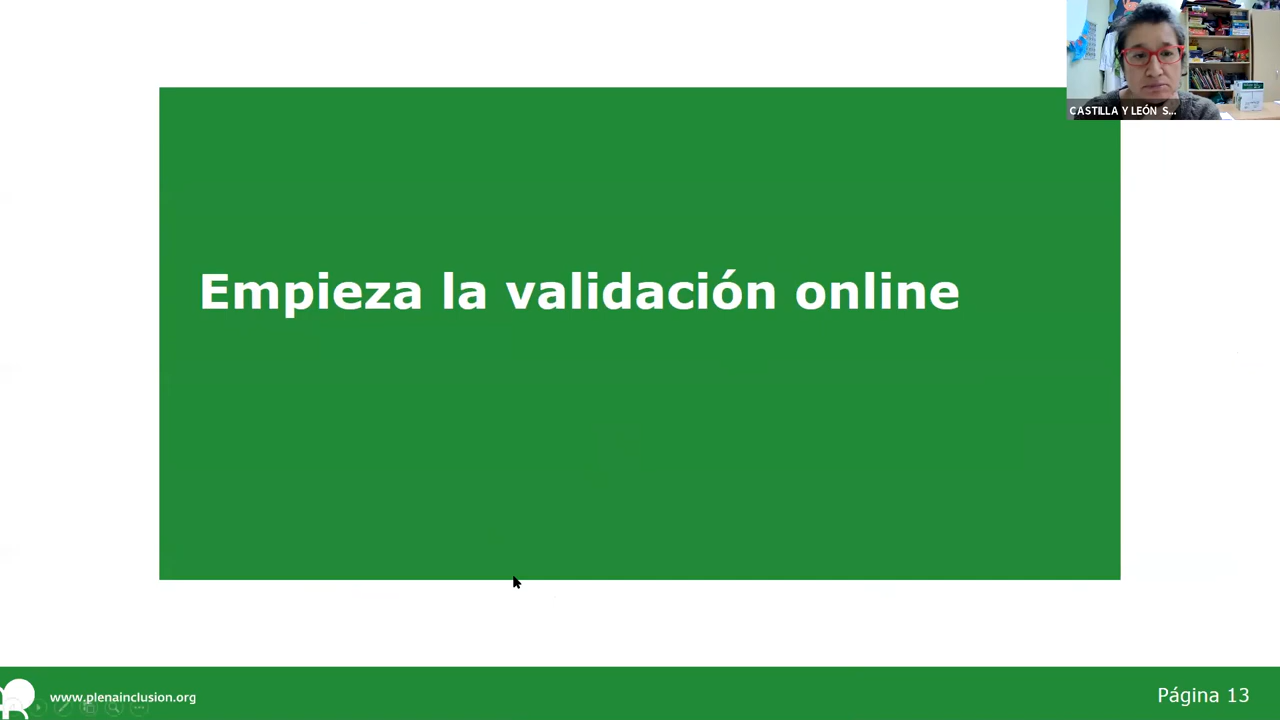 CASTILLA Y LEÓN S...
Empieza la validación online
www.plenainclusion.org
Página 13